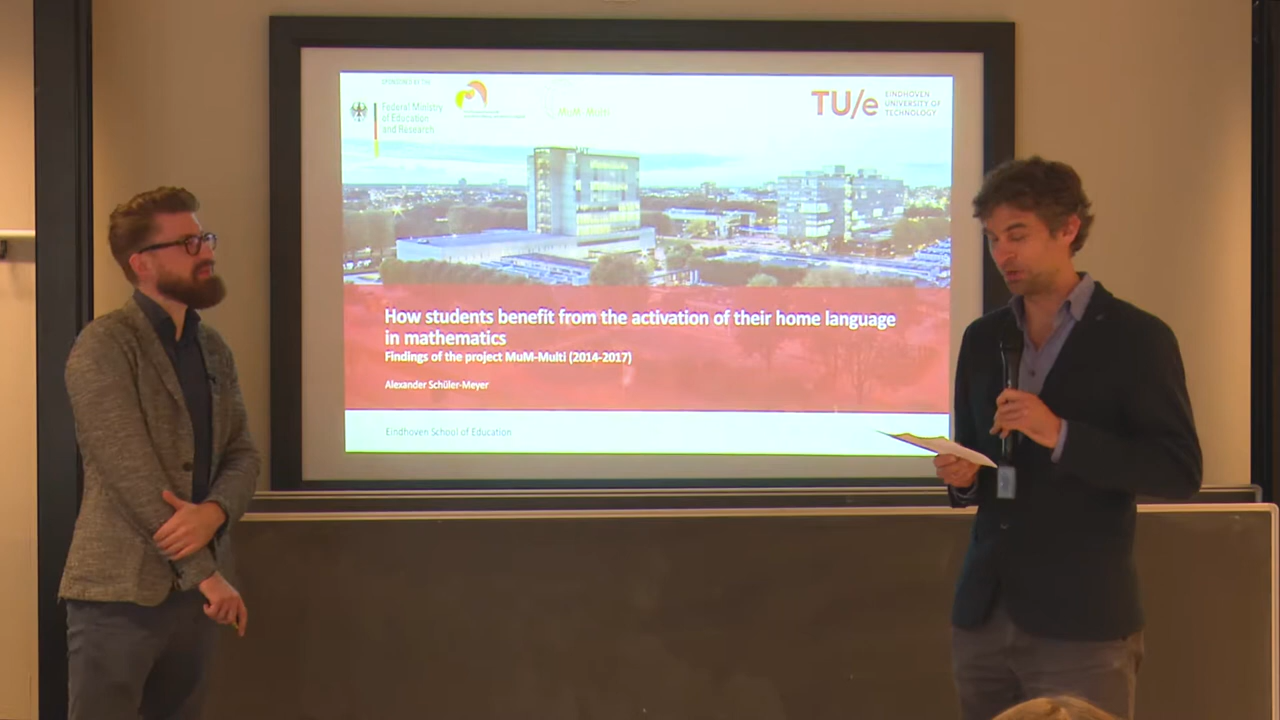 Federal Ministry
of Education
and Research
MuM-Multi
TU/e
EINDHOVEN
UNIVERSITY OF
TECHNOLOGY
How students benefit from the activation of their home language
in mathematics
Findings of the project MuM-Multi (2014-2017)
Alexander Schüler-Meyer
Eindhoven School of Education